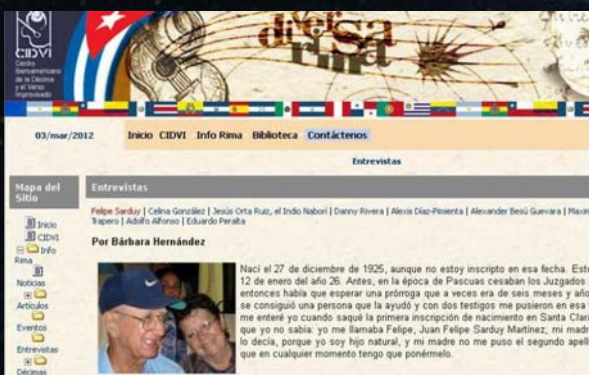 CIDVI
Centro
Iberoamericano
de la Décima
y el Verso
Improvisado
diversa
rima
03/mar/2012
Inicio CIDVI Info Rima Biblioteca Contáctenos
Entrevistas
Mapa del
Sitio
Inicio
CIDVI
Info
Rima
Noticias
Artículos
Eventos
Entrevistas
Décimas
Entrevistas
Felipe Sarduy | Celina González | Jesús Orta Ruiz, el Indio Naborí | Danny Rivera | Alexis Díaz-Pimienta | Alexander Besú Guevara |
Trapero | Adolfo Alfonso | Eduardo Peralta
Por Bárbara Hernández
Nací el 27 de diciembre de 1925, aunque no estoy inscripto en esa fecha.
12 de enero del año 26. Antes, en la época de Pascuas cesaban los Juzgados
entonces había que esperar una prórroga que a veces era de seis meses y
se consiguió una persona que la ayudó y con dos testigos me pusieron en
me enteré yo cuando saqué la primera inscripción de nacimiento en Santa
que yo no sabía: yo me llamaba Felipe, Juan Felipe Sarduy Martínez; mi
lo decía, porque yo soy hijo natural, y mi madre no me puso el segundo
que en cualquier momento tengo que ponérmelo.